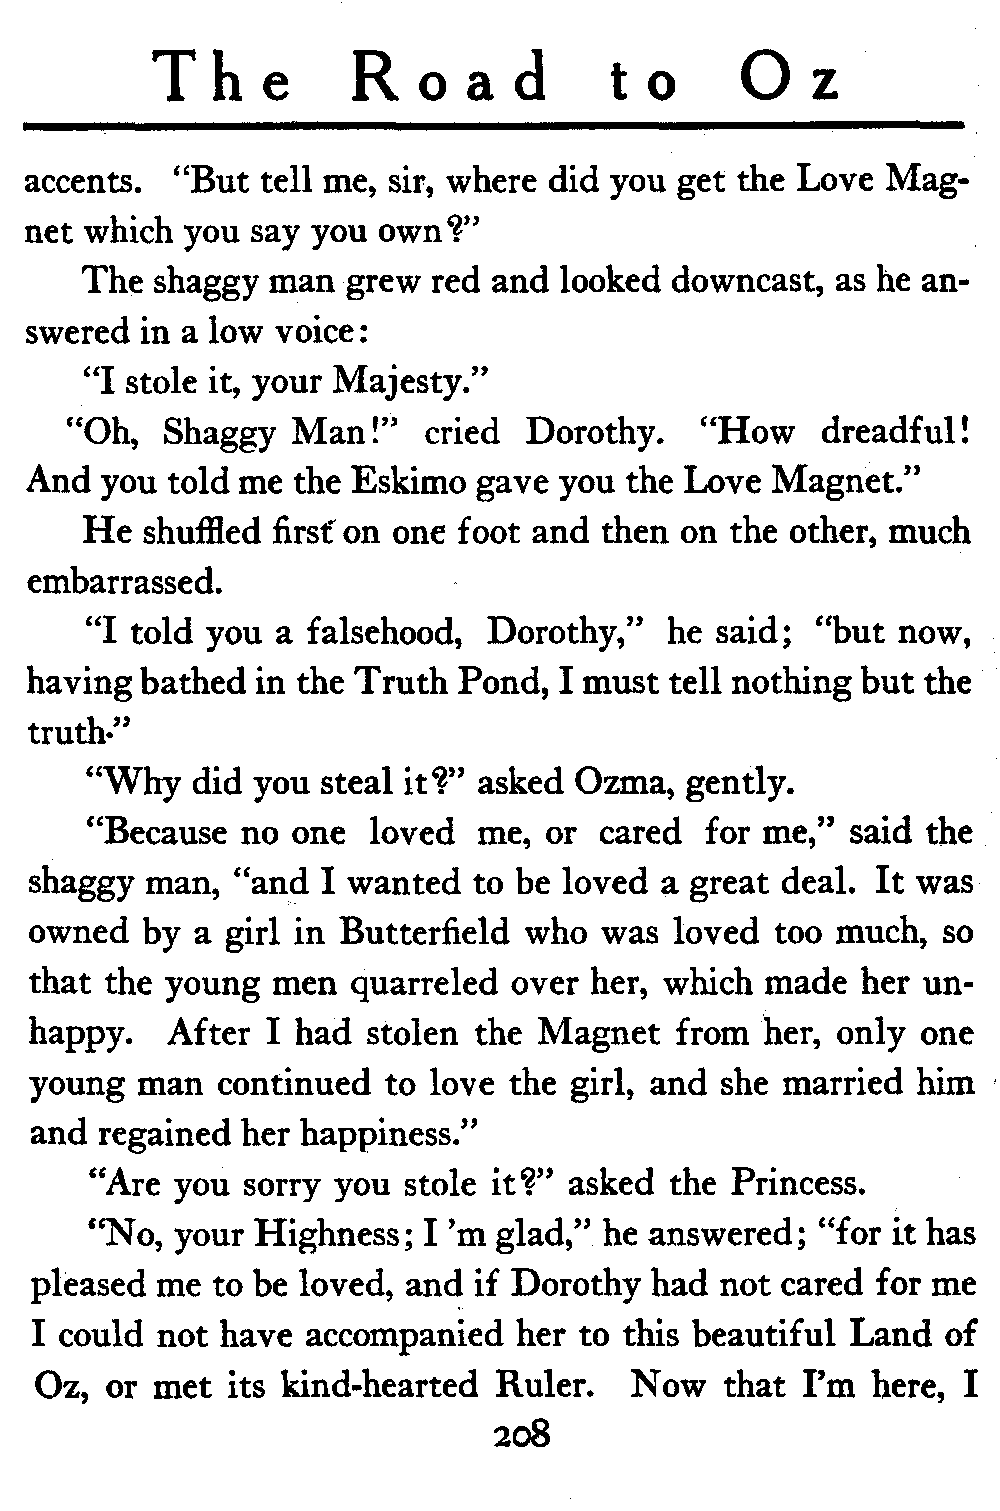 The Road to Oz
accents. “But tell me, sir, where did you get the Love Mag-
net which you say you own?”
The shaggy man grew red and looked downcast, as he an-
swered in a low voice:
“I stole it, your Majesty.”
“Oh, Shaggy Man!” cried Dorothy. “How dreadful!
And you told me the Eskimo gave you the Love Magnet.”
He shuffled first on one foot and then on the other, much
embarrassed.
“I told you a falsehood, Dorothy,” he said; “but now,
having bathed in the Truth Pond, I must tell nothing but the
truth.”
“Why did you steal it?” asked Ozma, gently.
“Because no one loved me, or cared for me,” said the
shaggy man, “and I wanted to be loved a great deal. It was
owned by a girl in Butterfield who was loved too much, so
that the young men quarreled over her, which made her un-
happy. After I had stolen the Magnet from her, only one
young man continued to love the girl, and she married him
and regained her happiness.”
“Are you sorry you stole it?” asked the Princess.
“No, your Highness; I ’m glad,” he answered; “for it has
pleased me to be loved, and if Dorothy had not cared for me
I could not have accompanied her to this beautiful Land of
Oz, or met its kind-hearted Ruler. Now that I’m here, I
208